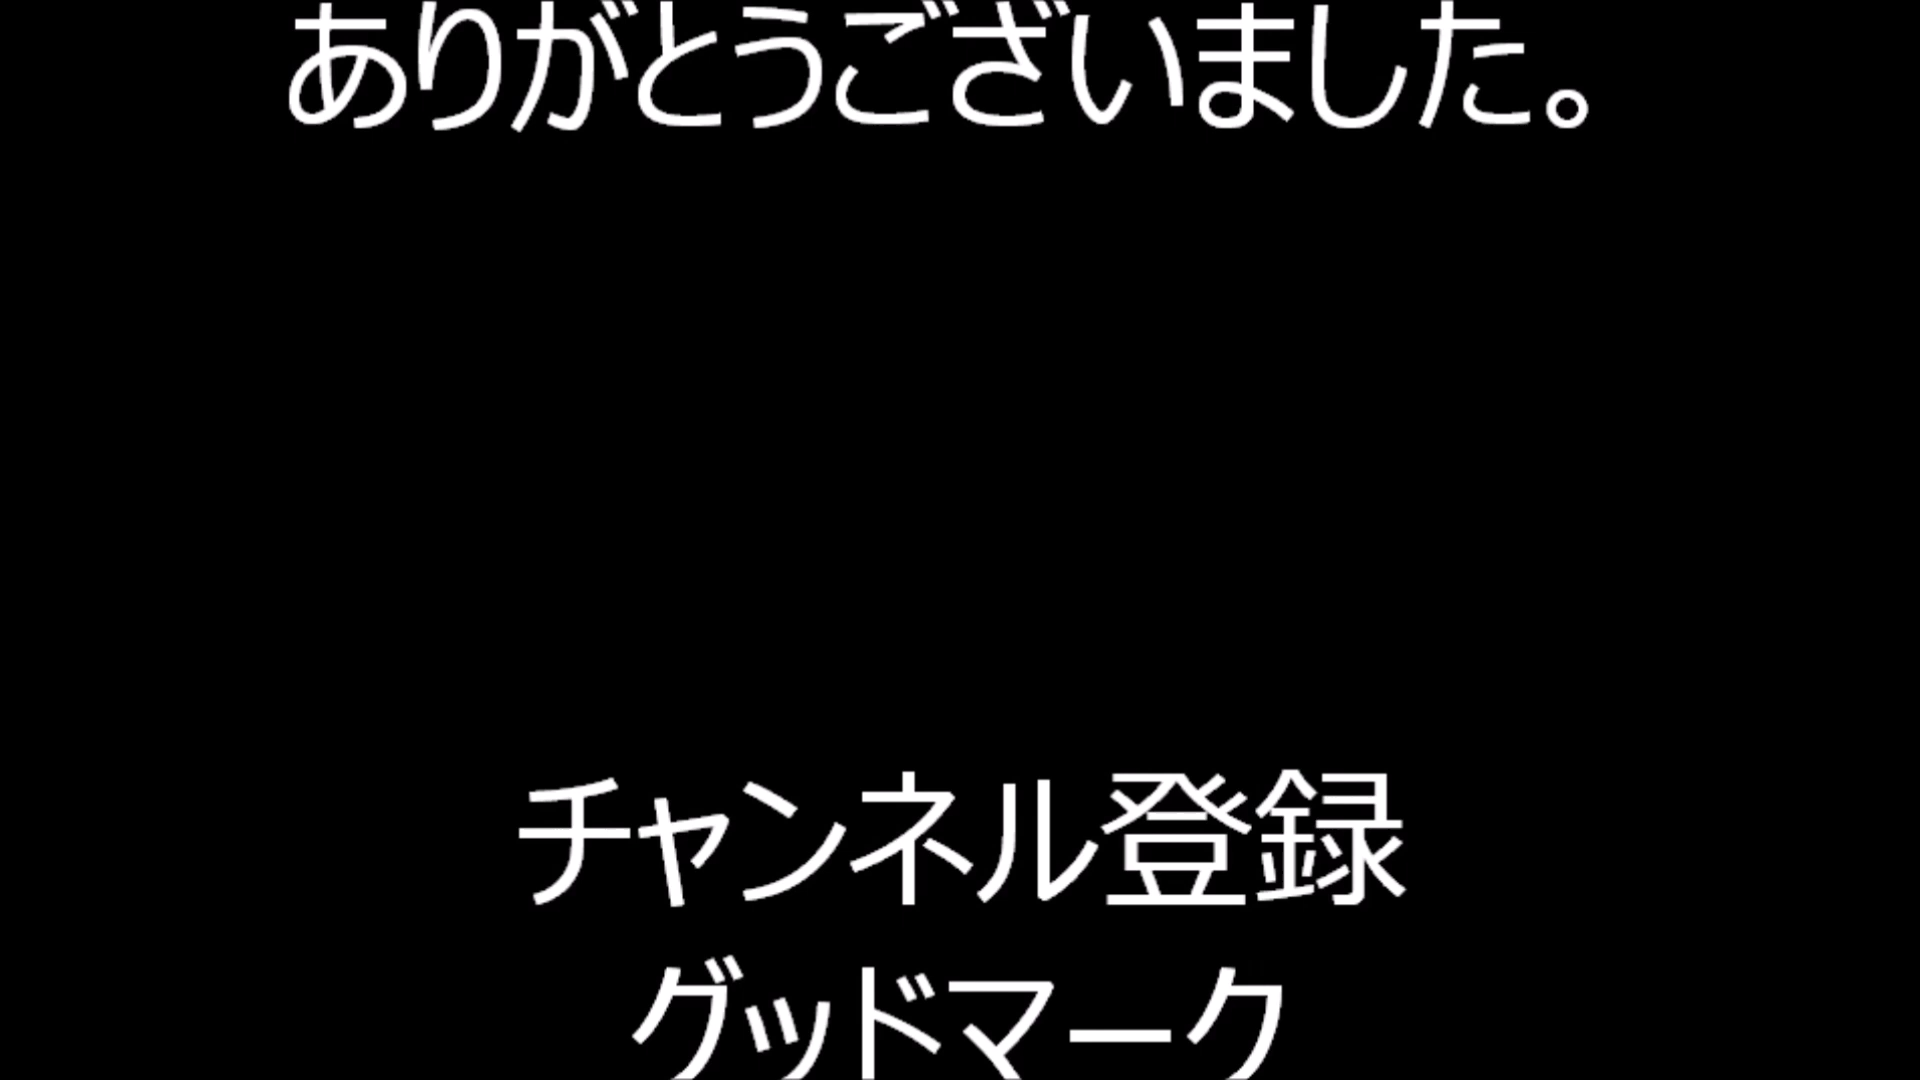 ありがとうございました。
チャンネル登録
グッドマーク